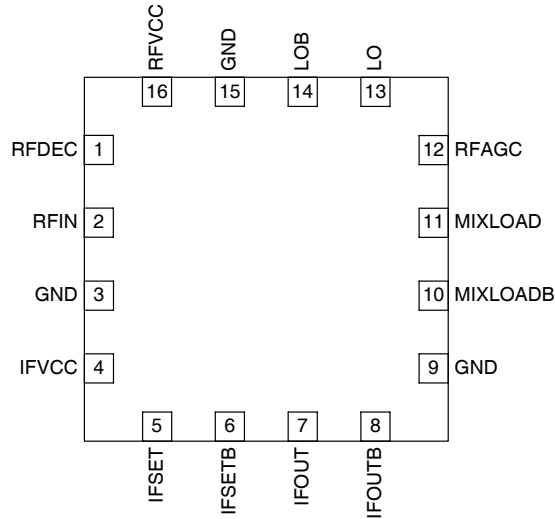 RFVCC GND LOB LO
16 15 14 13
RFDEC 1 12 RFAGC
RFIN 2 11 MIXLOAD
GND 3 10 MIXLOADB
IFVCC 4 9 GND
5 6 7 8
IFSET IFSETB IFOUT IFOUTB